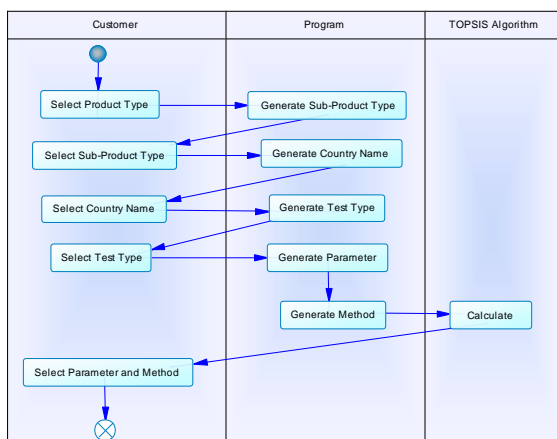 Customer
Program
TOPSIS Algorithm
Select Product Type
Generate Sub-Product Type
Select Sub-Product Type
Generate Country Name
Select Country Name
Generate Test Type
Select Test Type
Generate Parameter
Generate Method
Calculate
Select Parameter and Method